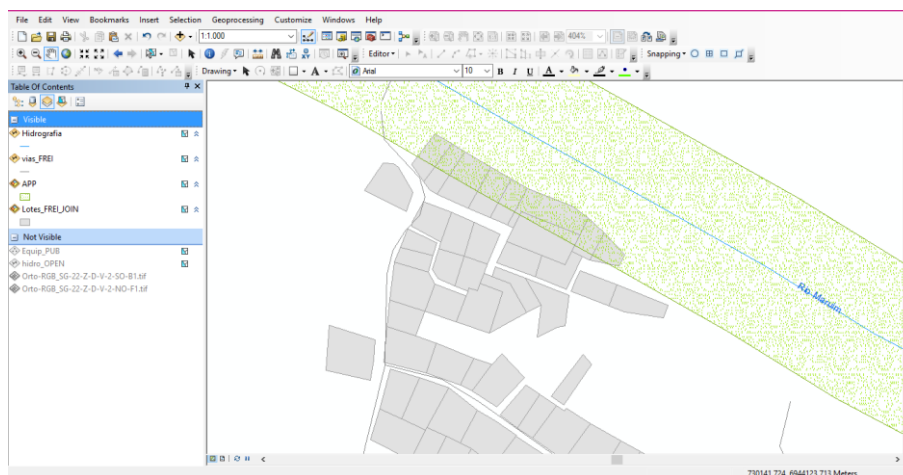 File Edit View Bookmarks Insert Selection Geoprocessing Customize Windows Help
1:1.000 404%
Editor Snapping
Drawing A Arial 10 B I U A
Table Of Contents
Visible
Hidrografia
vias_FREI
APP
Lotes_FREI_JOIN
Not Visible
Equip_PUB
hidro_OPEN
Orto-RGB_SG-22-Z-D-V-2-SO-B1.tif
Orto-RGB_SG-22-Z-D-V-2-NO-F1.tif
Rio Maruim
730141,724 6944123,713 Meters